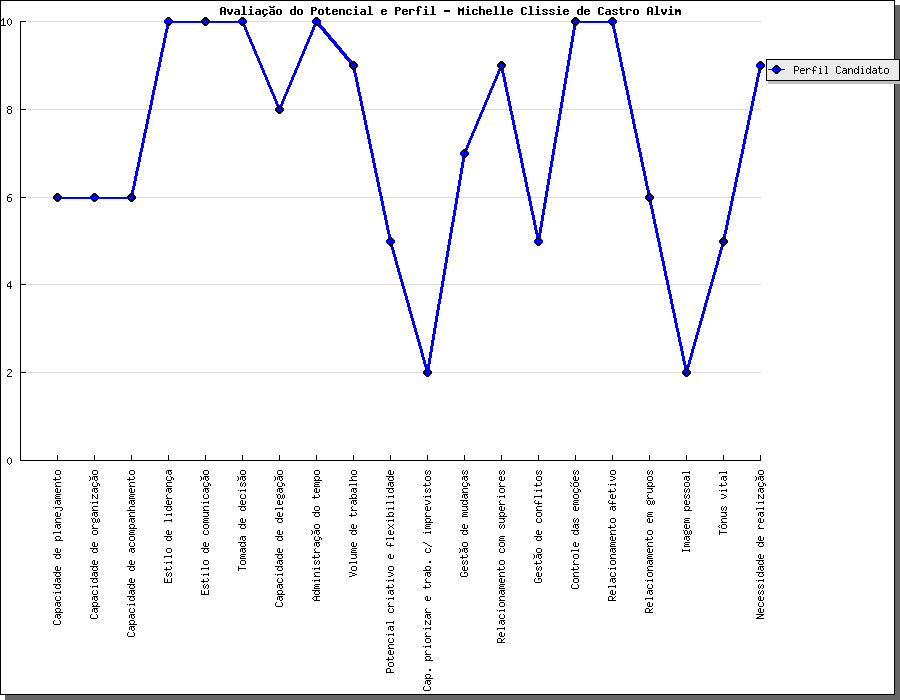 Avaliação do Potencial e Perfil - Michelle Clissie de Castro Alvim
10
8
6
4
2
0
Perfil Candidato
Capacidade de planejamento
Capacidade de organização
Capacidade de acompanhamento
Estilo de liderança
Estilo de comunicação
Tomada de decisão
Capacidade de delegação
Administração do tempo
Volume de trabalho
Potencial criativo e flexibilidade
Cap. priorizar e trab. c/ imprevistos
Gestão de mudanças
Relacionamento com superiores
Gestão de conflitos
Controle das emoções
Relacionamento afetivo
Relacionamento em grupos
Imagem pessoal
Tônus vital
Necessidade de realização